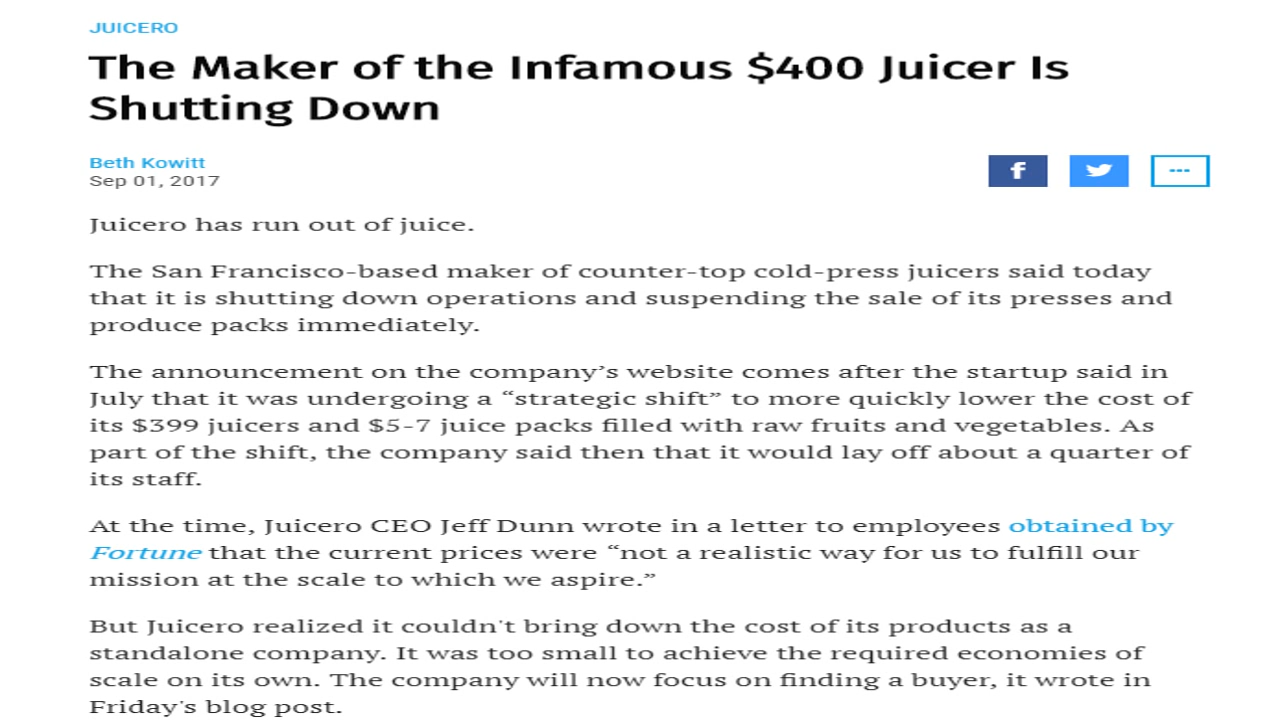 JUICERO
The Maker of the Infamous $400 Juicer Is
Shutting Down
Beth Kowitt
Sep 01, 2017
f
Juicero has run out of juice.
The San Francisco-based maker of counter-top cold-press juicers said today
that it is shutting down operations and suspending the sale of its presses and
produce packs immediately.
The announcement on the company’s website comes after the startup said in
July that it was undergoing a “strategic shift” to more quickly lower the cost of
its $399 juicers and $5-7 juice packs filled with raw fruits and vegetables. As
part of the shift, the company said then that it would lay off about a quarter of
its staff.
At the time, Juicero CEO Jeff Dunn wrote in a letter to employees obtained by
Fortune that the current prices were “not a realistic way for us to fulfill our
mission at the scale to which we aspire.”
But Juicero realized it couldn't bring down the cost of its products as a
standalone company. It was too small to achieve the required economies of
scale on its own. The company will now focus on finding a buyer, it wrote in
Friday's blog post.